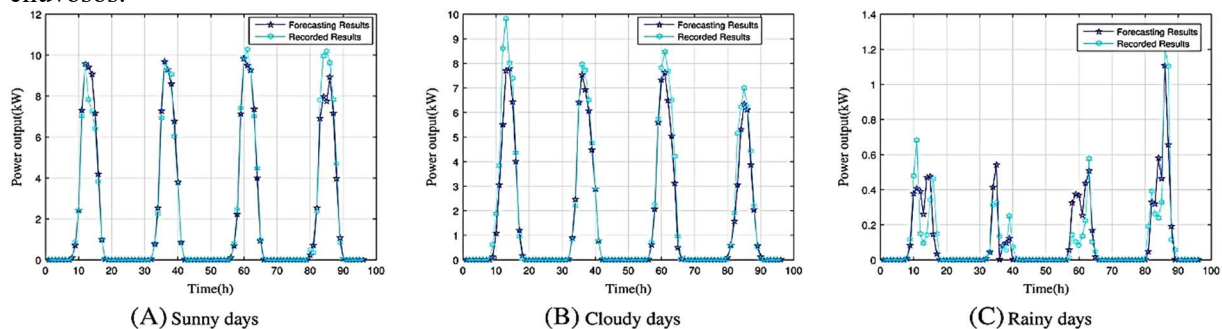 Forecasting Results
Recorded Results
Power output(kW)
12
10
8
6
4
2
0
0 10 20 30 40 50 60 70 80 90 100
Time(h)
(A) Sunny days
Forecasting Results
Recorded Results
Power output(kW)
10
9
8
7
6
5
4
3
2
1
0
0 10 20 30 40 50 60 70 80 90 100
Time(h)
(B) Cloudy days
Forecasting Results
Recorded Results
Power output(kW)
1.4
1.2
1
0.8
0.6
0.4
0.2
0
0 10 20 30 40 50 60 70 80 90 100
Time(h)
(C) Rainy days